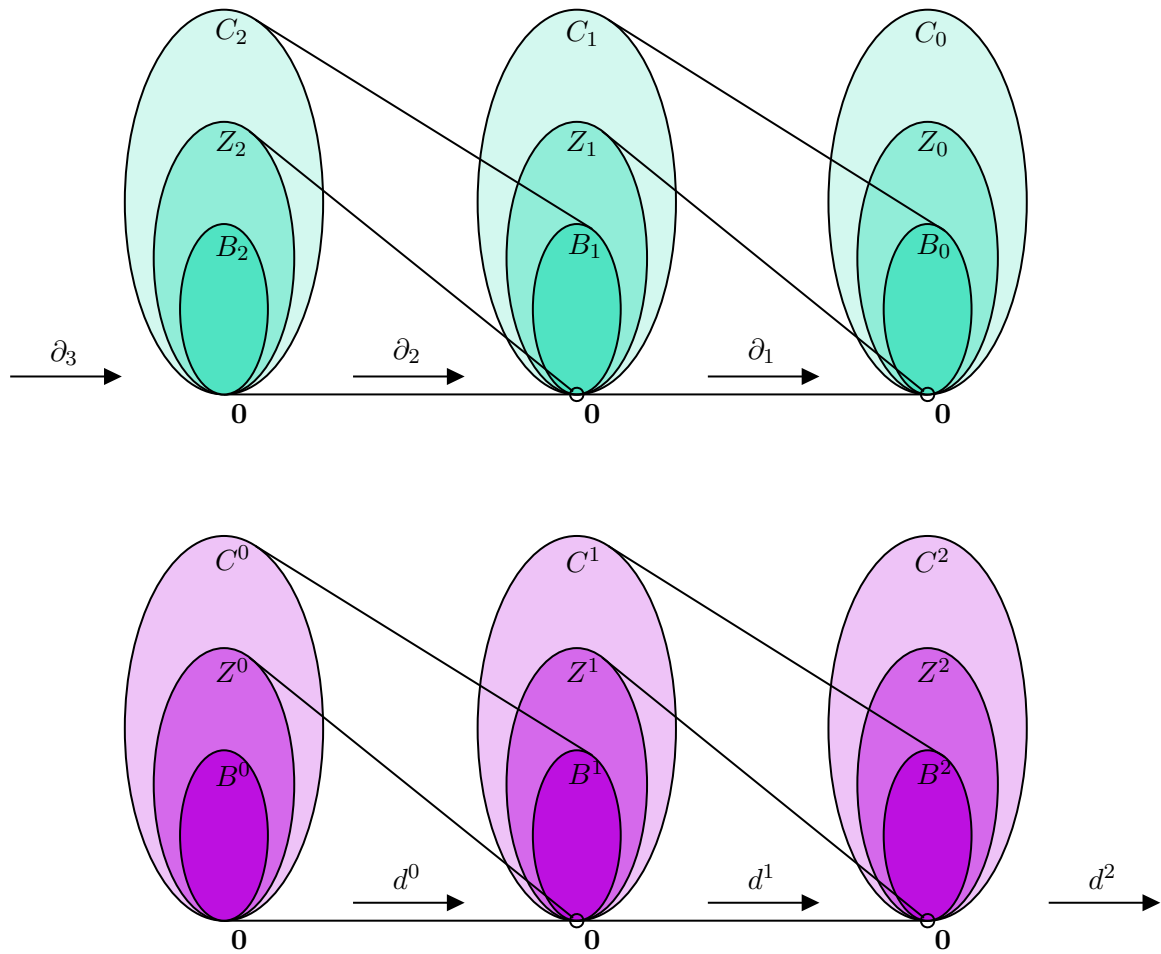 C₂ C₁ C₀
Z₂ Z₁ Z₀
B₂ B₁ B₀
∂₃ ∂₂ ∂₁
0 0 0
C⁰ C¹ C²
Z⁰ Z¹ Z²
B⁰ B¹ B²
d⁰ d¹ d²
0 0 0